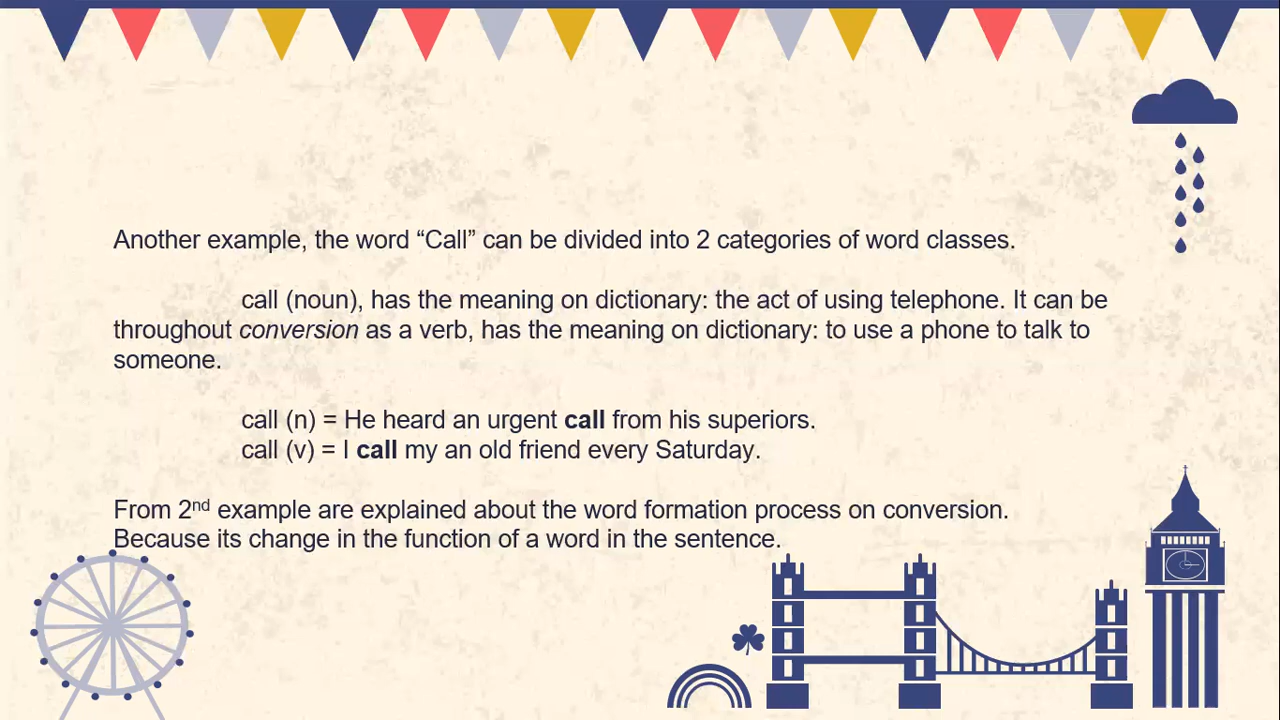 Another example, the word “Call” can be divided into 2 categories of word classes.
call (noun), has the meaning on dictionary: the act of using telephone. It can be
throughout conversion as a verb, has the meaning on dictionary: to use a phone to talk to
someone.
call (n) = He heard an urgent call from his superiors.
call (v) = I call my an old friend every Saturday.
From 2nd example are explained about the word formation process on conversion.
Because its change in the function of a word in the sentence.